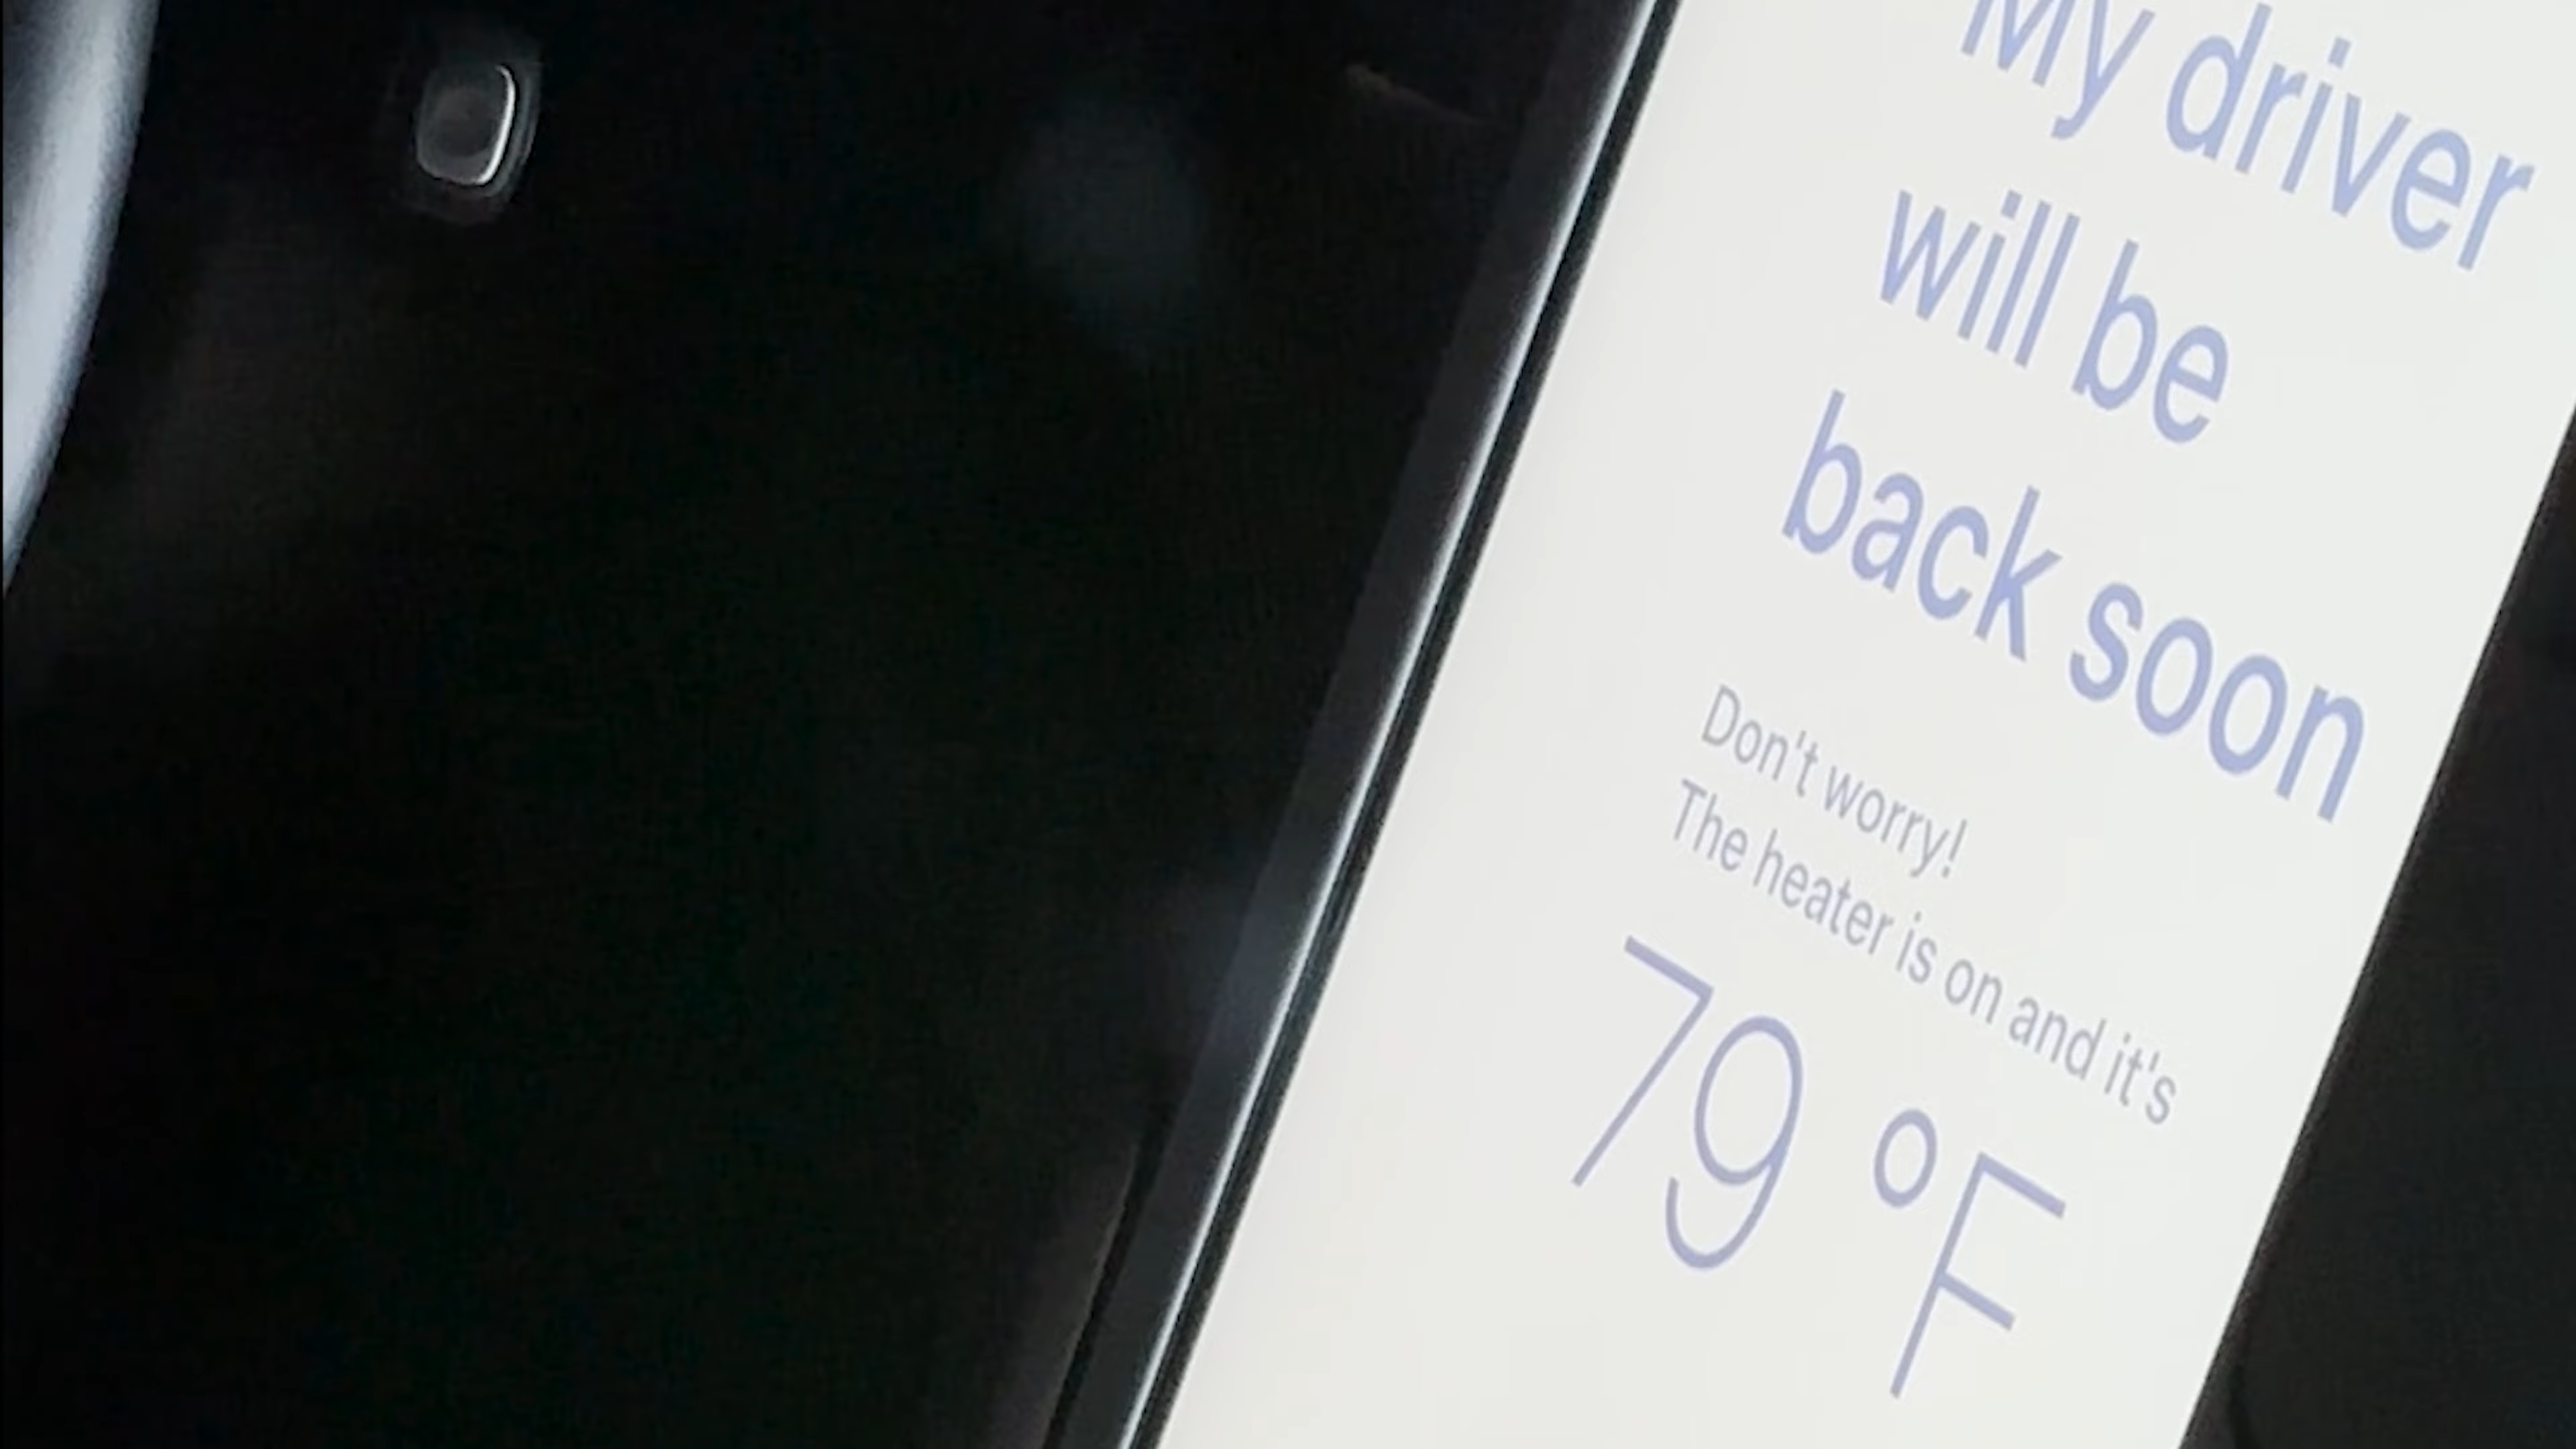 My driver
will be
back soon
Don't worry!
The heater is on and it's
79 °F